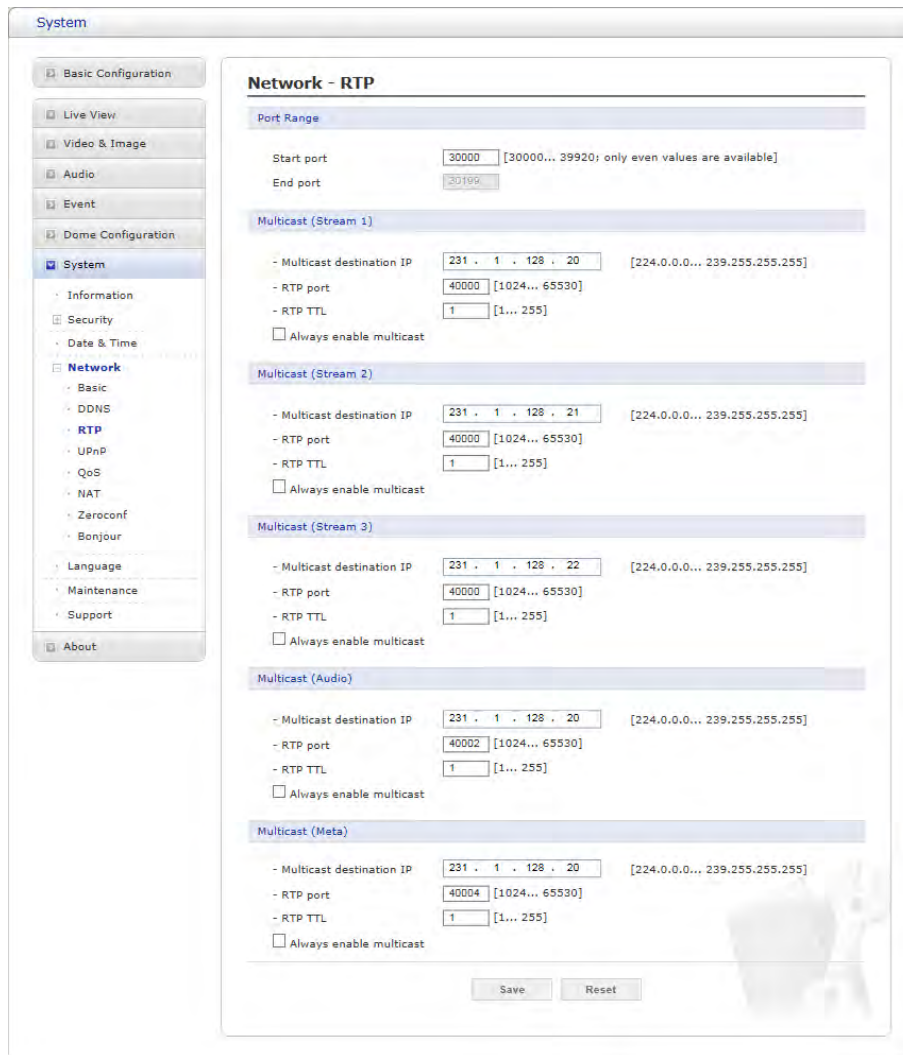 System
Basic Configuration
Live View
Video & Image
Audio
Event
Dome Configuration
System
Information
Security
Date & Time
Network
Basic
DDNS
RTP
UPnP
QoS
NAT
Zeroconf
Bonjour
Language
Maintenance
Support
About
Network - RTP
Port Range
Start port 30000 [30000... 39920; only even values are available]
End port 30199
Multicast (Stream 1)
- Multicast destination IP 231 . 1 . 128 . 20 [224.0.0.0... 239.255.255.255]
- RTP port 40000 [1024... 65530]
- RTP TTL 1 [1... 255]
Always enable multicast
Multicast (Stream 2)
- Multicast destination IP 231 . 1 . 128 . 21 [224.0.0.0... 239.255.255.255]
- RTP port 40000 [1024... 65530]
- RTP TTL 1 [1... 255]
Always enable multicast
Multicast (Stream 3)
- Multicast destination IP 231 . 1 . 128 . 22 [224.0.0.0... 239.255.255.255]
- RTP port 40000 [1024... 65530]
- RTP TTL 1 [1... 255]
Always enable multicast
Multicast (Audio)
- Multicast destination IP 231 . 1 . 128 . 20 [224.0.0.0... 239.255.255.255]
- RTP port 40002 [1024... 65530]
- RTP TTL 1 [1... 255]
Always enable multicast
Multicast (Meta)
- Multicast destination IP 231 . 1 . 128 . 20 [224.0.0.0... 239.255.255.255]
- RTP port 40004 [1024... 65530]
- RTP TTL 1 [1... 255]
Always enable multicast
Save Reset